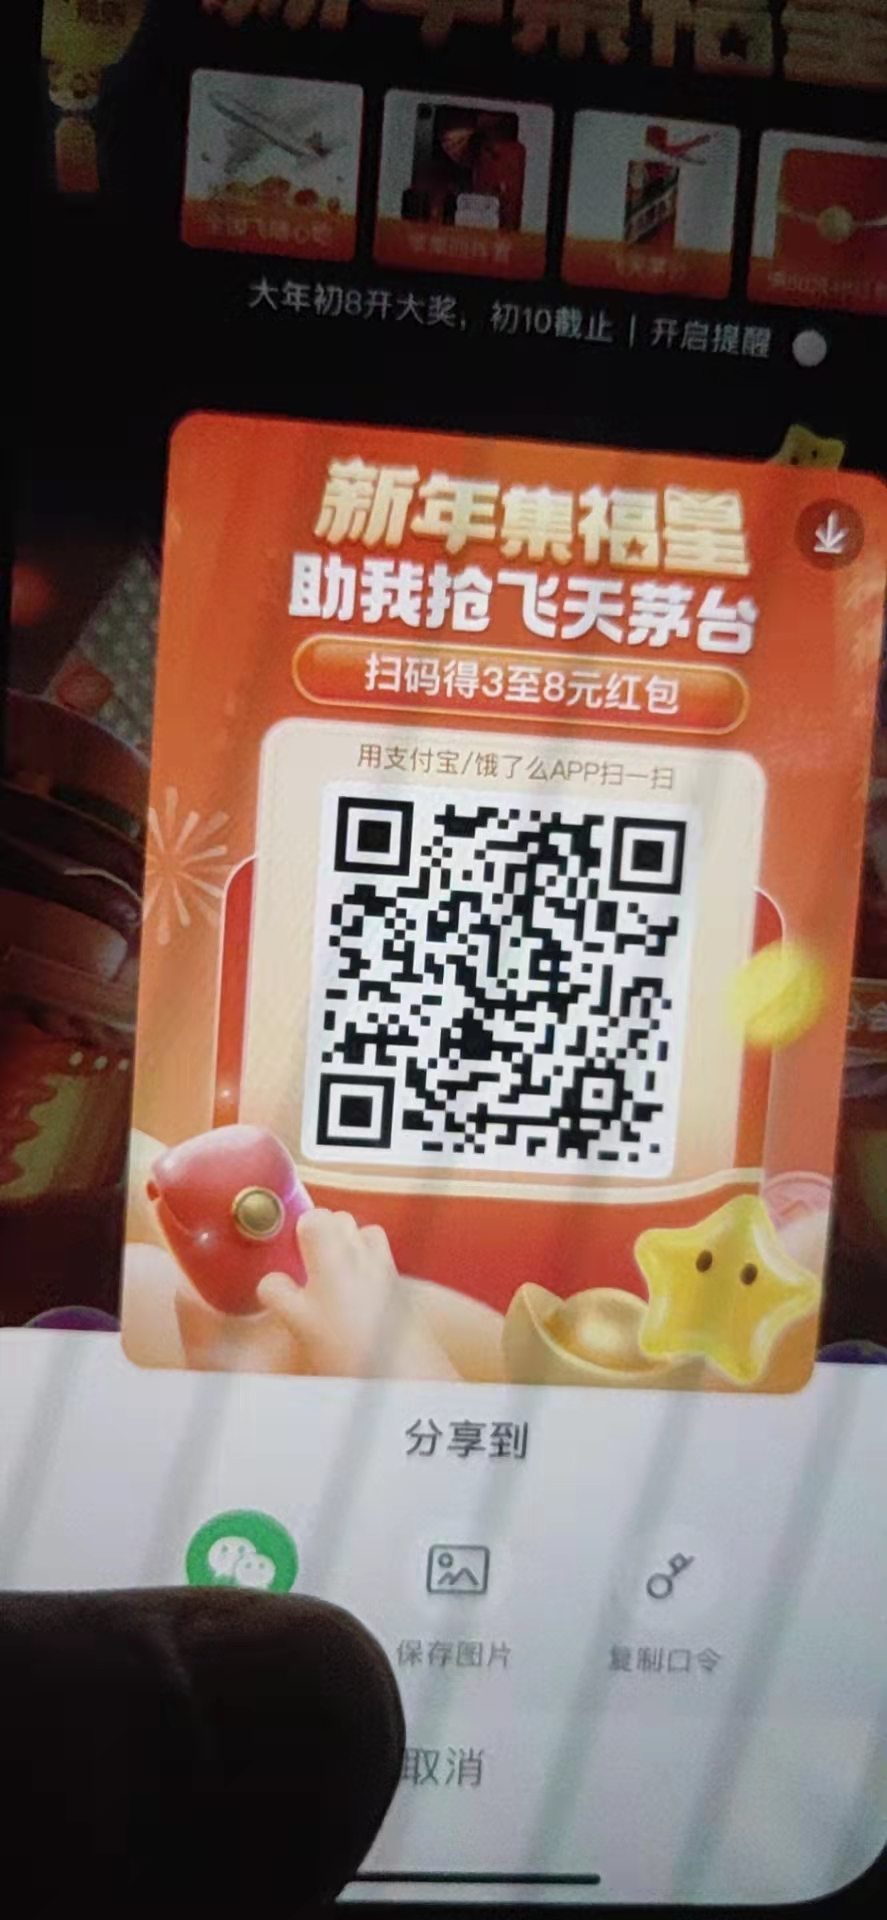 新年集福星
大年初8开大奖，初10截止 | 开启提醒
新年集福星
助我抢飞天茅台
扫码得3至8元红包
用支付宝/饿了么APP扫一扫
分享到
保存图片
复制口令
取消